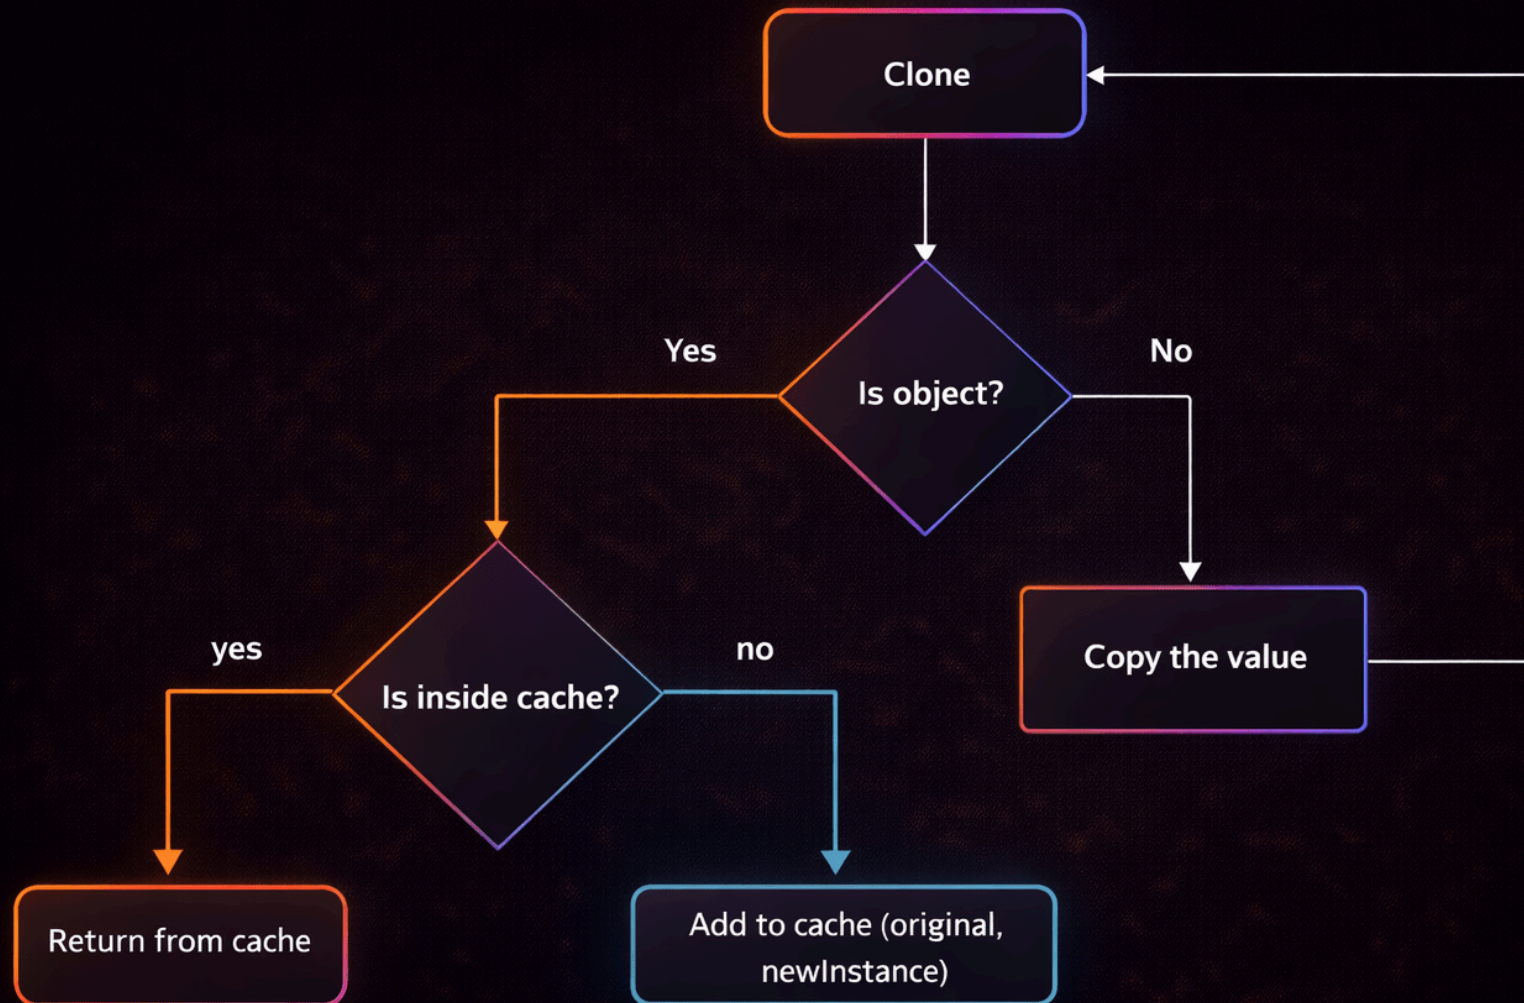 Clone
Yes
No
Is object?
yes
no
Copy the value
Is inside cache?
Return from cache
Add to cache (original,
newInstance)